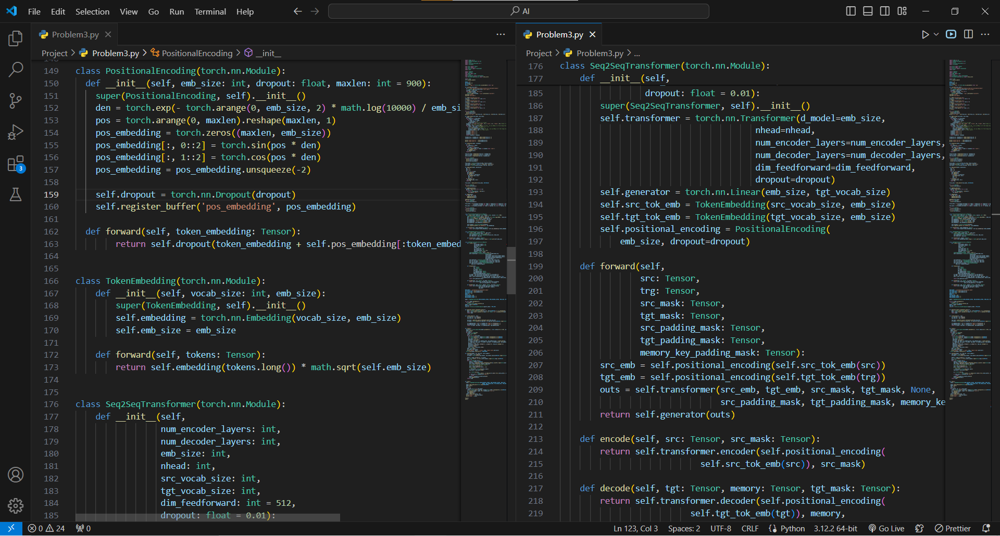 File Edit Selection View Go Run Terminal Help
AI
Problem3.py
Project > Problem3.py > PositionalEncoding > __init__
149 class PositionalEncoding(torch.nn.Module):
150 def __init__(self, emb_size: int, dropout: float, maxlen: int = 900):
151 super(PositionalEncoding, self).__init__()
152 den = torch.exp(- torch.arange(0, emb_size, 2) * math.log(10000) / emb_si
153 pos = torch.arange(0, maxlen).reshape(maxlen, 1)
154 pos_embedding = torch.zeros((maxlen, emb_size))
155 pos_embedding[:, 0::2] = torch.sin(pos * den)
156 pos_embedding[:, 1::2] = torch.cos(pos * den)
157 pos_embedding = pos_embedding.unsqueeze(-2)
158
159 self.dropout = torch.nn.Dropout(dropout)
160 self.register_buffer('pos_embedding', pos_embedding)
161
162 def forward(self, token_embedding: Tensor):
163 return self.dropout(token_embedding + self.pos_embedding[:token_embed
164
165
166 class TokenEmbedding(torch.nn.Module):
167 def __init__(self, vocab_size: int, emb_size):
168 super(TokenEmbedding, self).__init__()
169 self.embedding = torch.nn.Embedding(vocab_size, emb_size)
170 self.emb_size = emb_size
171
172 def forward(self, tokens: Tensor):
173 return self.embedding(tokens.long()) * math.sqrt(self.emb_size)
174
175
176 class Seq2SeqTransformer(torch.nn.Module):
177 def __init__(self,
178 num_encoder_layers: int,
179 num_decoder_layers: int,
180 emb_size: int,
181 nhead: int,
182 src_vocab_size: int,
183 tgt_vocab_size: int,
184 dim_feedforward: int = 512,
185 dropout: float = 0.01):
Problem3.py
Project > Problem3.py > ...
176 class Seq2SeqTransformer(torch.nn.Module):
177 def __init__(self,
185 dropout: float = 0.01):
186 super(Seq2SeqTransformer, self).__init__()
187 self.transformer = torch.nn.Transformer(d_model=emb_size,
188 nhead=nhead,
189 num_encoder_layers=num_encoder_layers,
190 num_decoder_layers=num_decoder_layers,
191 dim_feedforward=dim_feedforward,
192 dropout=dropout)
193 self.generator = torch.nn.Linear(emb_size, tgt_vocab_size)
194 self.src_tok_emb = TokenEmbedding(src_vocab_size, emb_size)
195 self.tgt_tok_emb = TokenEmbedding(tgt_vocab_size, emb_size)
196 self.positional_encoding = PositionalEncoding(
197 emb_size, dropout=dropout)
198
199 def forward(self,
200 src: Tensor,
201 trg: Tensor,
202 src_mask: Tensor,
203 tgt_mask: Tensor,
204 src_padding_mask: Tensor,
205 tgt_padding_mask: Tensor,
206 memory_key_padding_mask: Tensor):
207 src_emb = self.positional_encoding(self.src_tok_emb(src))
208 tgt_emb = self.positional_encoding(self.tgt_tok_emb(trg))
209 outs = self.transformer(src_emb, tgt_emb, src_mask, tgt_mask, None,
210 src_padding_mask, tgt_padding_mask, memory_ke
211 return self.generator(outs)
212
213 def encode(self, src: Tensor, src_mask: Tensor):
214 return self.transformer.encoder(self.positional_encoding(
215 self.src_tok_emb(src)), src_mask)
216
217 def decode(self, tgt: Tensor, memory: Tensor, tgt_mask: Tensor):
218 return self.transformer.decoder(self.positional_encoding(
219 self.tgt_tok_emb(tgt)), memory,
3
0 24 0
Ln 123, Col 3 Spaces: 2 UTF-8 CRLF Python 3.12.2 64-bit Go Live Prettier